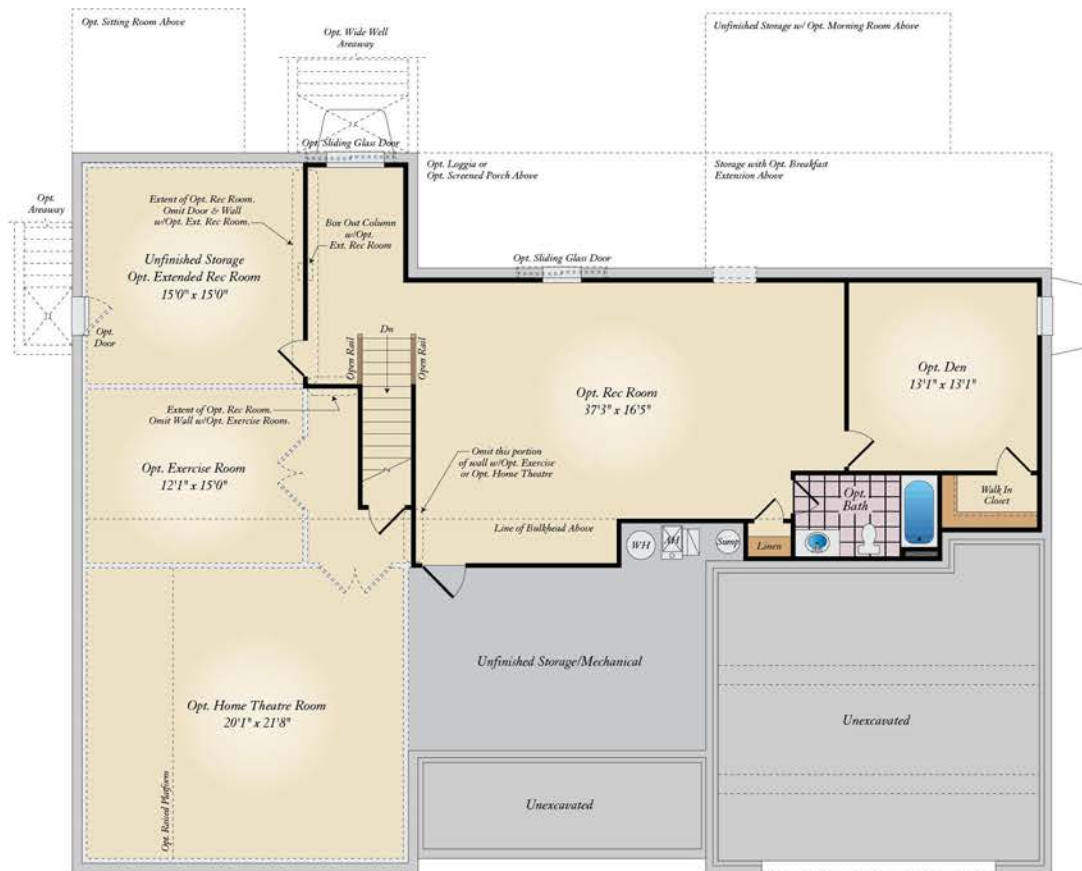 Opt. Sitting Room Above
Opt. Wide Well
Areaway
Unfinished Storage w/ Opt. Morning Room Above
Opt. Sliding Glass Door
Opt. Loggia or
Opt. Screened Porch Above
Storage with Opt. Breakfast
Extension Above
Opt.
Areaway
Extent of Opt. Rec Room.
Omit Door & Wall
w/Opt. Ext. Rec Room.
Box Out Column
w/Opt.
Ext. Rec Room
Unfinished Storage
Opt. Extended Rec Room
15'0" x 15'0"
Opt. Sliding Glass Door
Opt.
Door
Dn
Open Rail
Open Rail
Opt. Rec Room
37'3" x 16'5"
Opt. Den
13'1" x 13'1"
Extent of Opt. Rec Room.
Omit Wall w/Opt. Exercise Room.
Opt. Exercise Room
12'1" x 15'0"
Omit this portion
of wall w/Opt. Exercise
or Opt. Home Theatre
Line of Bulkhead Above
Opt.
Bath
Walk In
Closet
WH
AH
Sump
Linen
Unfinished Storage/Mechanical
Opt. Home Theatre Room
20'1" x 21'8"
Opt. Raised Platform
Unexcavated
Unexcavated